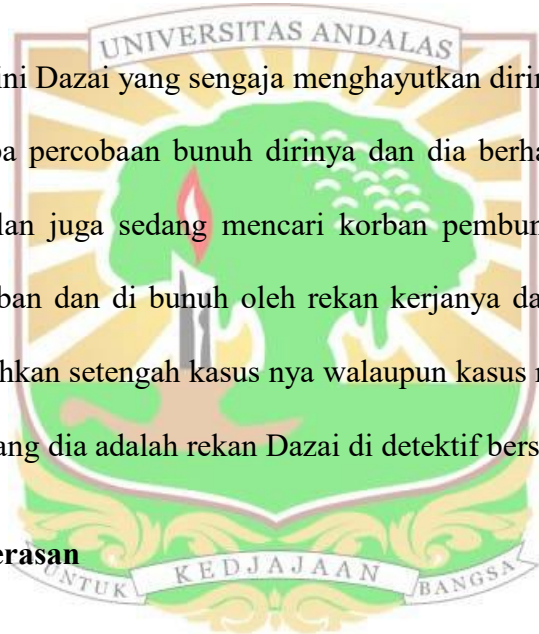 UNIVERSITAS ANDALAS
ini Dazai yang sengaja menghayutkan dirin
a percobaan bunuh dirinya dan dia berha
lan juga sedang mencari korban pembun
ban dan di bunuh oleh rekan kerjanya da
hkan setengah kasus nya walaupun kasus n
ang dia adalah rekan Dazai di detektif bers
erasan
UNTUK KEDJAJAAN BANGSA